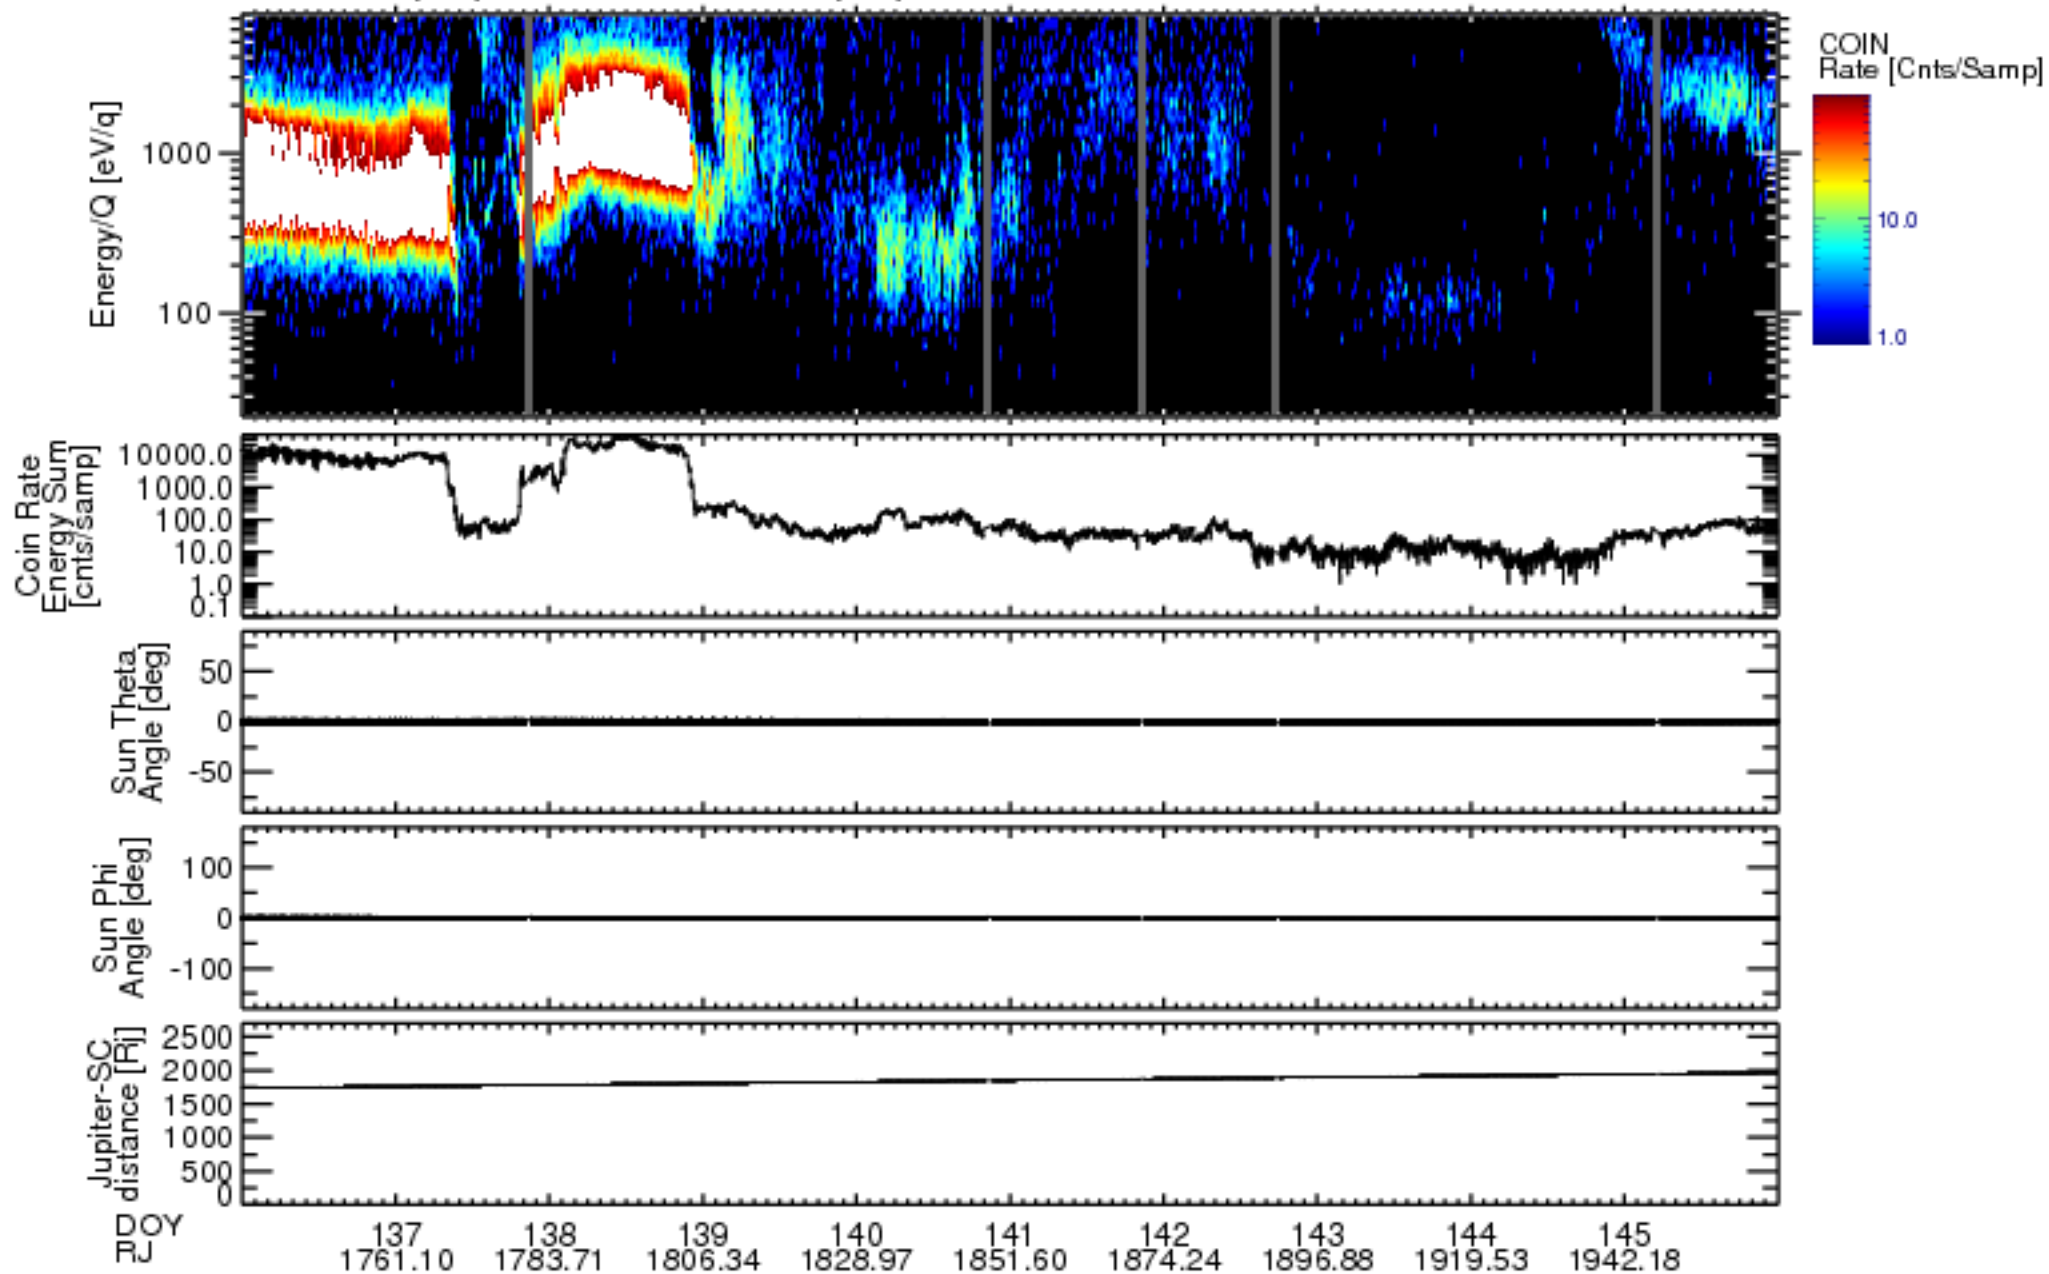 COIN
Rate [Cnts/Samp]
10.0
1.0
Energy/Q [eV/q]
1000
100
Coin Rate
Energy Sum
[cnts/samp]
10000.0
1000.0
100.0
10.0
1.0
0.1
Sun Theta
Angle [deg]
50
0
-50
Sun Phi
Angle [deg]
100
0
-100
Jupiter-SC
distance [Rj]
2500
2000
1500
1000
500
0
DOY 137 138 139 140 141 142 143 144 145
RJ 1761.10 1783.71 1806.34 1828.97 1851.60 1874.24 1896.88 1919.53 1942.18